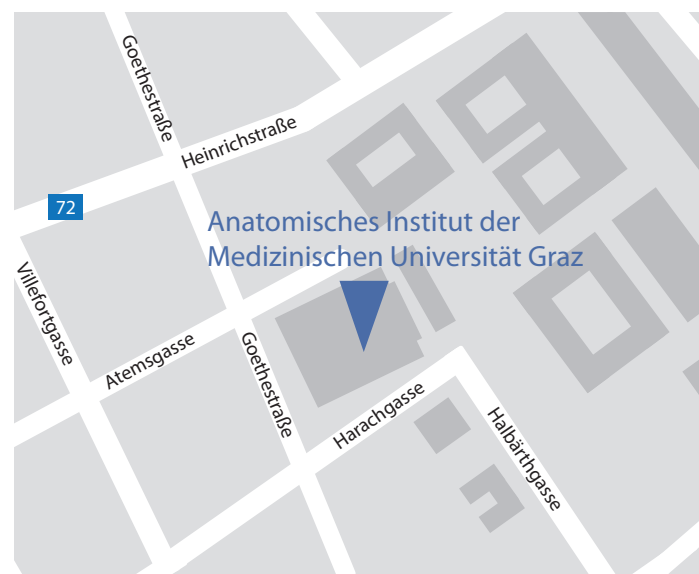 Goethestraße
Heinrichstraße
72
Anatomisches Institut der
Medizinischen Universität Graz
Villefortgasse
Atemsgasse
Goethestraße
Harachgasse
Halbärthgasse